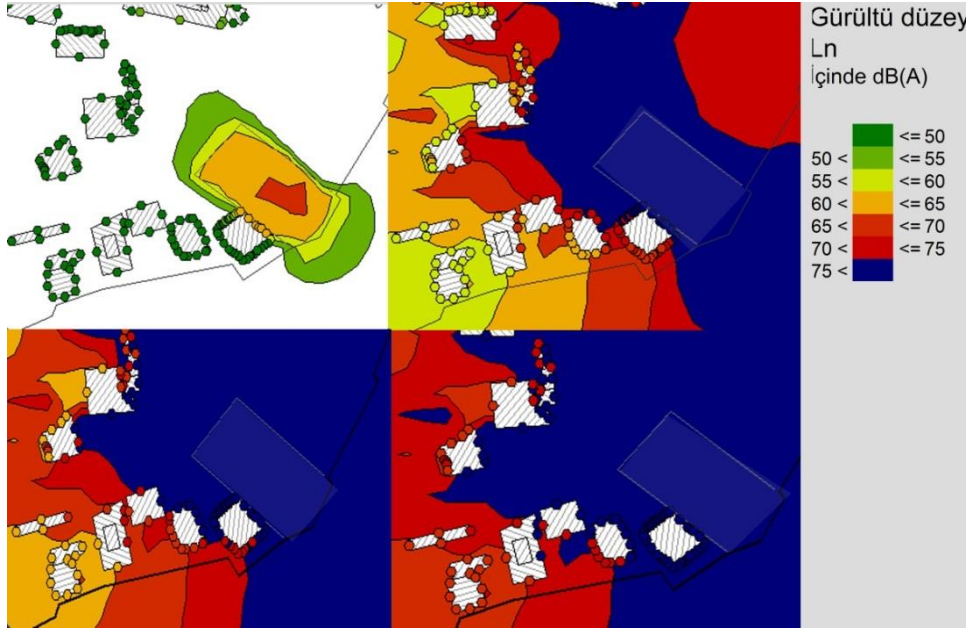 Gürültü düzey
Ln
İçinde dB(A)
<= 50
50 < <= 55
55 < <= 60
60 < <= 65
65 < <= 70
70 < <= 75
75 <